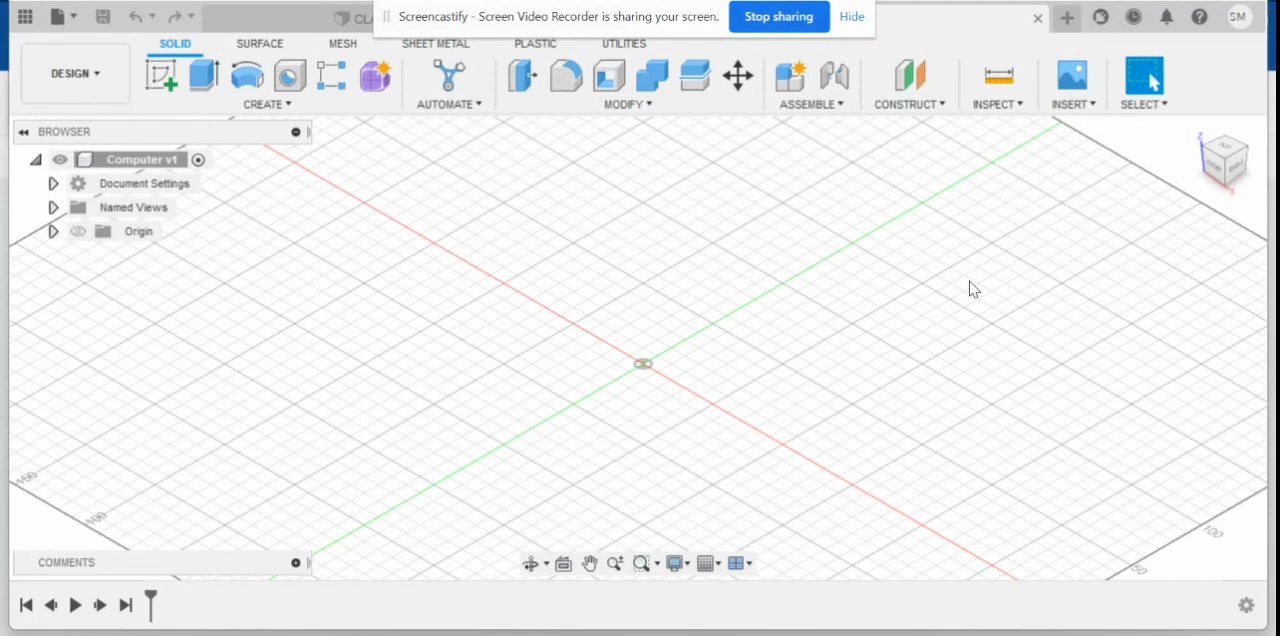 Screencastify - Screen Video Recorder is sharing your screen. Stop sharing Hide
SM
SOLID SURFACE MESH SHEET METAL PLASTIC UTILITIES
DESIGN
CREATE AUTOMATE MODIFY ASSEMBLE CONSTRUCT INSPECT INSERT SELECT
BROWSER
Computer v1
Document Settings
Named Views
Origin
Z
X
150
100
100
50
COMMENTS